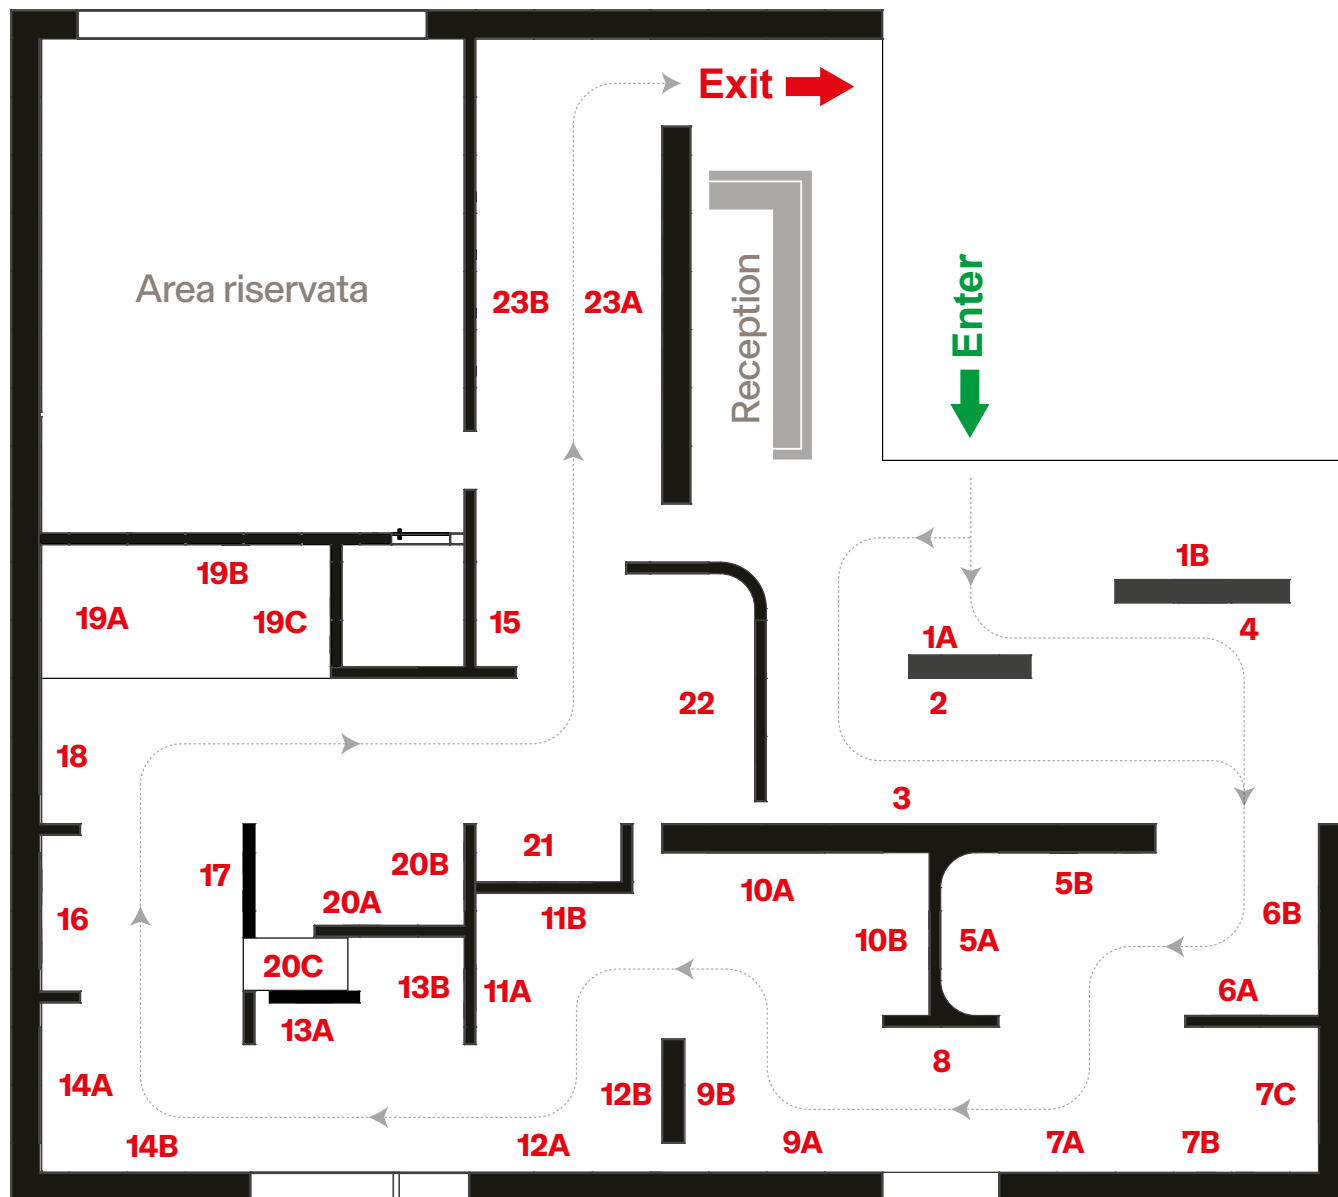 Exit
Enter
Reception
Area riservata
23B
23A
1B
19B
19A
19C
15
4
1A
22
2
18
3
21
20B
17
5B
10A
20A
16
11B
6B
10B
5A
20C
13B
11A
6A
13A
8
14A
12B
9B
7C
14B
12A
9A
7A
7B